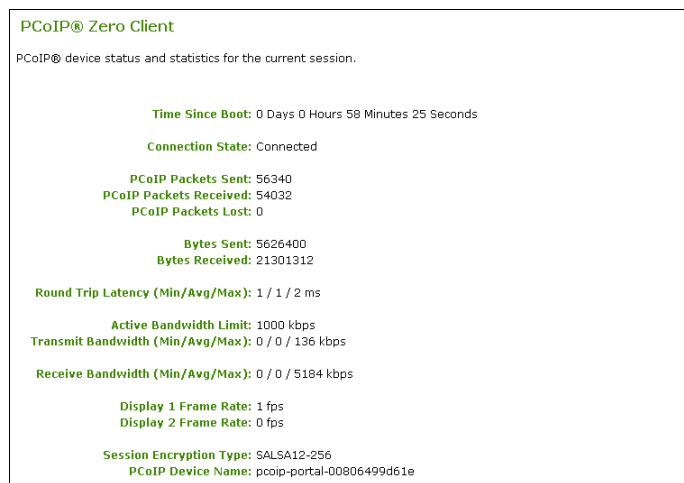 PCoIP® Zero Client
PCoIP® device status and statistics for the current session.
Time Since Boot: 0 Days 0 Hours 58 Minutes 25 Seconds
Connection State: Connected
PCoIP Packets Sent: 56340
PCoIP Packets Received: 54032
PCoIP Packets Lost: 0
Bytes Sent: 5626400
Bytes Received: 21301312
Round Trip Latency (Min/Avg/Max): 1 / 1 / 2 ms
Active Bandwidth Limit: 1000 kbps
Transmit Bandwidth (Min/Avg/Max): 0 / 0 / 136 kbps
Receive Bandwidth (Min/Avg/Max): 0 / 0 / 5184 kbps
Display 1 Frame Rate: 1 fps
Display 2 Frame Rate: 0 fps
Session Encryption Type: SALSA12-256
PCoIP Device Name: pcoip-portal-00806499d61e